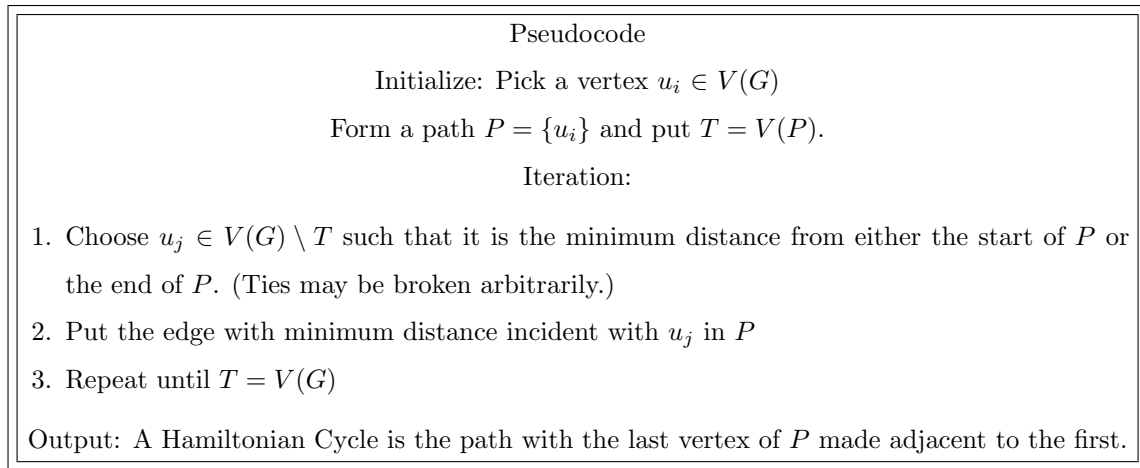 Pseudocode
Initialize: Pick a vertex u_i ∈ V(G)
Form a path P = {u_i} and put T = V(P).
Iteration:
1. Choose u_j ∈ V(G) \ T such that it is the minimum distance from either the start of P or
the end of P. (Ties may be broken arbitrarily.)
2. Put the edge with minimum distance incident with u_j in P
3. Repeat until T = V(G)
Output: A Hamiltonian Cycle is the path with the last vertex of P made adjacent to the first.